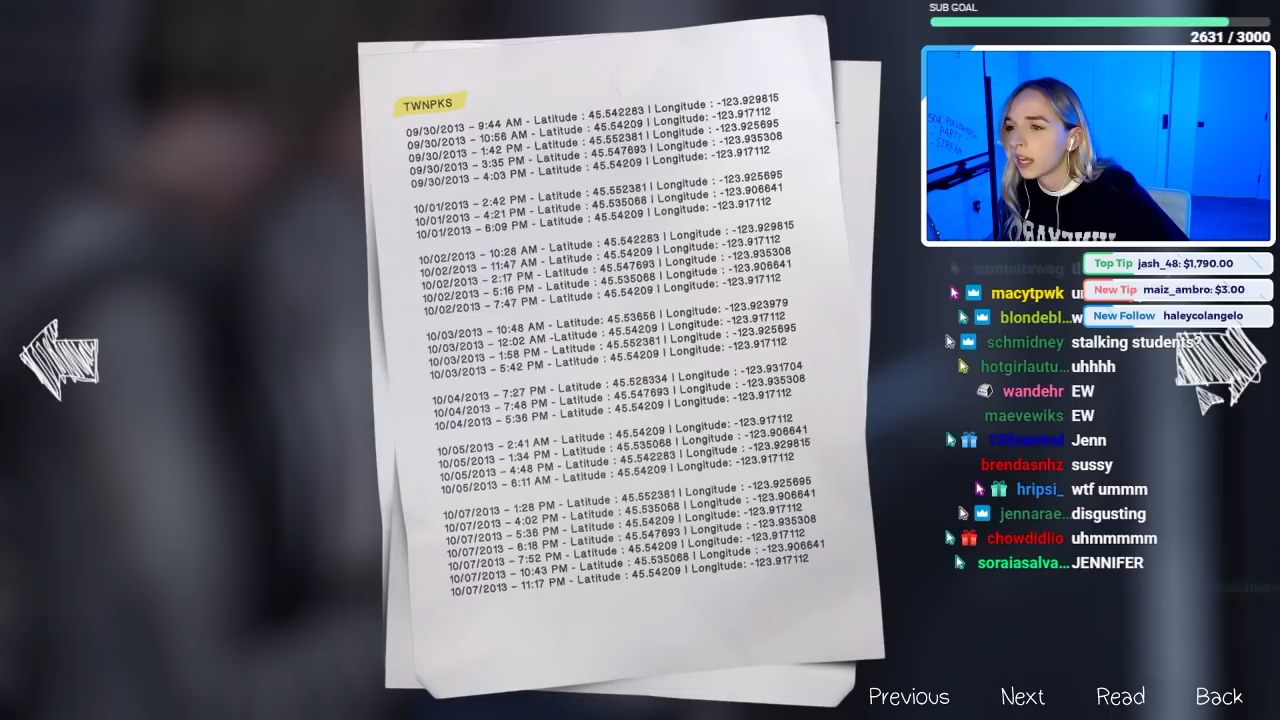 SUB GOAL
2631 / 3000
TWNPKS
09/30/2013 - 9:44 AM - Latitude : 45.542283 | Longitude : -123.929815
09/30/2013 - 10:56 AM - Latitude : 45.54209 | Longitude: -123.917112
09/30/2013 - 1:42 PM - Latitude : 45.552381 | Longitude : -123.925695
09/30/2013 - 3:35 PM - Latitude : 45.547693 | Longitude : -123.935308
09/30/2013 - 4:03 PM - Latitude : 45.54209 | Longitude: -123.917112
10/01/2013 - 2:42 PM - Latitude : 45.552381 | Longitude : -123.925695
10/01/2013 - 4:21 PM - Latitude : 45.535068 | Longitude : -123.906641
10/01/2013 - 6:09 PM - Latitude : 45.54209 | Longitude: -123.917112
10/02/2013 - 10:28 AM - Latitude : 45.542283 | Longitude : -123.929815
10/02/2013 - 11:47 AM - Latitude : 45.54209 | Longitude: -123.917112
10/02/2013 - 2:17 PM - Latitude : 45.547693 | Longitude : -123.935308
10/02/2013 - 5:16 PM - Latitude : 45.535068 | Longitude : -123.906641
10/02/2013 - 7:47 PM - Latitude : 45.54209 | Longitude: -123.917112
10/03/2013 - 10:48 AM - Latitude : 45.53656 | Longitude : -123.923979
10/03/2013 - 12:02 AM - Latitude : 45.54209 | Longitude: -123.917112
10/03/2013 - 1:58 PM - Latitude : 45.552381 | Longitude : -123.925695
10/03/2013 - 5:42 PM - Latitude : 45.54209 | Longitude: -123.917112
10/04/2013 - 7:27 PM - Latitude : 45.528334 | Longitude : -123.931704
10/04/2013 - 7:48 PM - Latitude : 45.547693 | Longitude : -123.935308
10/04/2013 - 5:36 PM - Latitude : 45.54209 | Longitude: -123.917112
10/05/2013 - 2:41 AM - Latitude : 45.54209 | Longitude: -123.917112
10/05/2013 - 1:34 PM - Latitude : 45.535068 | Longitude : -123.906641
10/05/2013 - 4:48 PM - Latitude : 45.542283 | Longitude : -123.929815
10/05/2013 - 6:11 AM - Latitude : 45.54209 | Longitude: -123.917112
10/07/2013 - 1:28 PM - Latitude : 45.552381 | Longitude : -123.925695
10/07/2013 - 4:02 PM - Latitude : 45.535068 | Longitude : -123.906641
10/07/2013 - 5:36 PM - Latitude : 45.54209 | Longitude: -123.917112
10/07/2013 - 6:18 PM - Latitude : 45.547693 | Longitude : -123.935308
10/07/2013 - 7:52 PM - Latitude : 45.54209 | Longitude: -123.917112
10/07/2013 - 10:43 PM - Latitude : 45.535068 | Longitude : -123.906641
10/07/2013 - 11:17 PM - Latitude : 45.54209 | Longitude: -123.917112
Top Tip jash_48: $1,790.00
New Tip maiz_ambro: $3.00
New Follow haleycolangelo
macytpwk
blondebl...
schmidney stalking students?
hotgirlautu... uhhhh
wandehr EW
maevewiks EW
Jenn
brendasnhz sussy
hripsi_ wtf ummm
jennarae... disgusting
chowdidlio uhmmmmm
soraiasalva... JENNIFER
Previous
Next
Read
Back